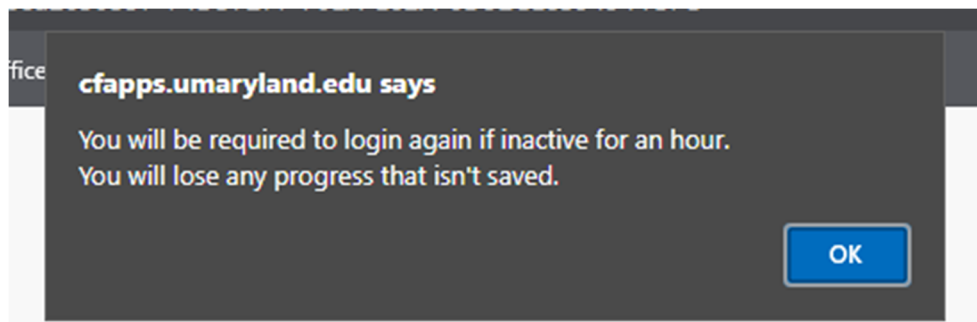 cfapps.umaryland.edu says
You will be required to login again if inactive for an hour.
You will lose any progress that isn't saved.
OK